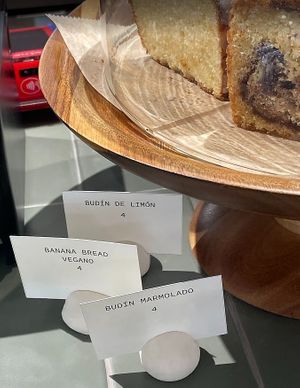 BUDÍN DE LIMÓN
4
BANANA BREAD
VEGANO
4
BUDÍN MARMOLADO
4